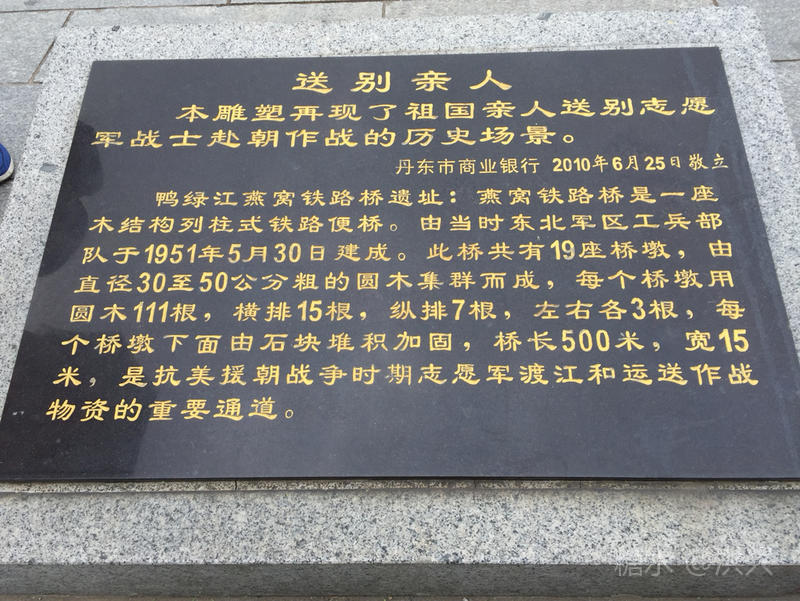 送别亲人
本雕塑再现了祖国亲人送别志愿
军战士赴朝作战的历史场景。
丹东市商业银行 2010年6月25日敬立
鸭绿江燕窝铁路桥遗址：燕窝铁路桥是一座
木结构列柱式铁路便桥。由当时东北军区工兵部
队于1951年5月30日建成。此桥共有19座桥墩，由
直径30至50公分粗的圆木集群而成，每个桥墩用
圆木111根，横排15根，纵排7根，左右各3根，每
个桥墩下面由石块堆积加固，桥长500米，宽15
米，是抗美援朝战争时期志愿军渡江和运送作战
物资的重要通道。
糖水 @洪兴